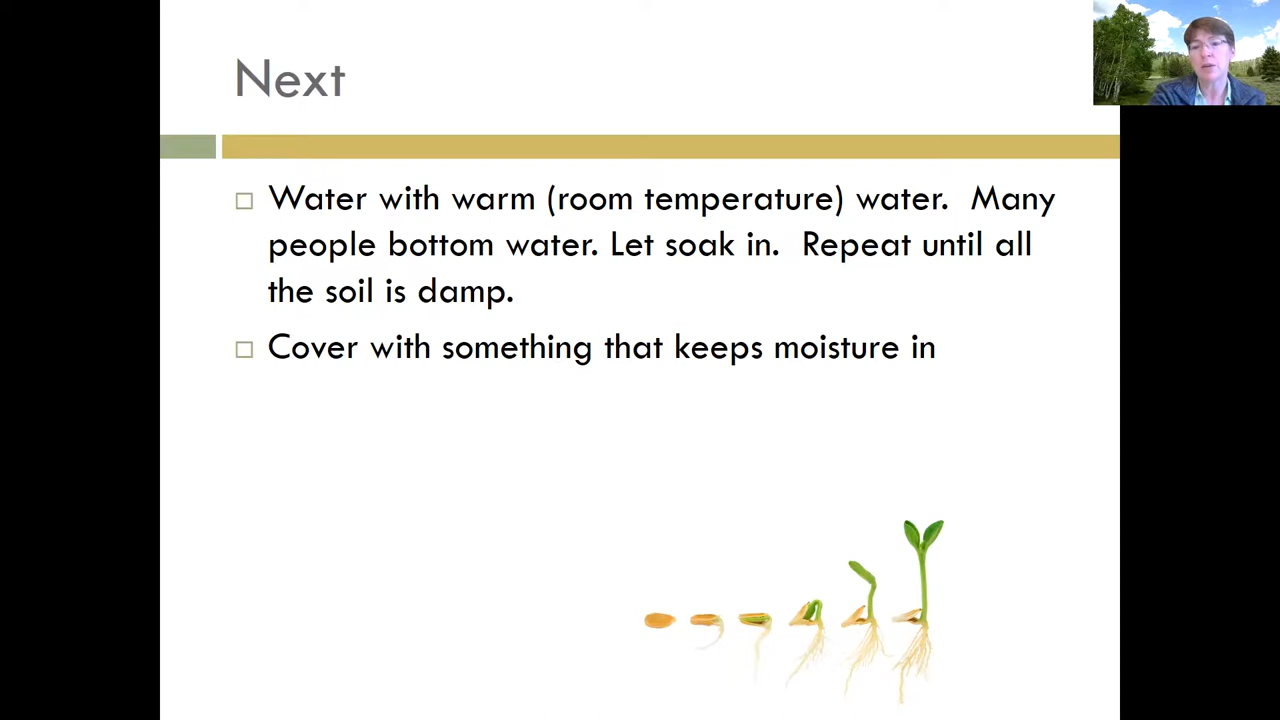 Next
Water with warm (room temperature) water.  Many
people bottom water. Let soak in.  Repeat until all
the soil is damp.
Cover with something that keeps moisture in